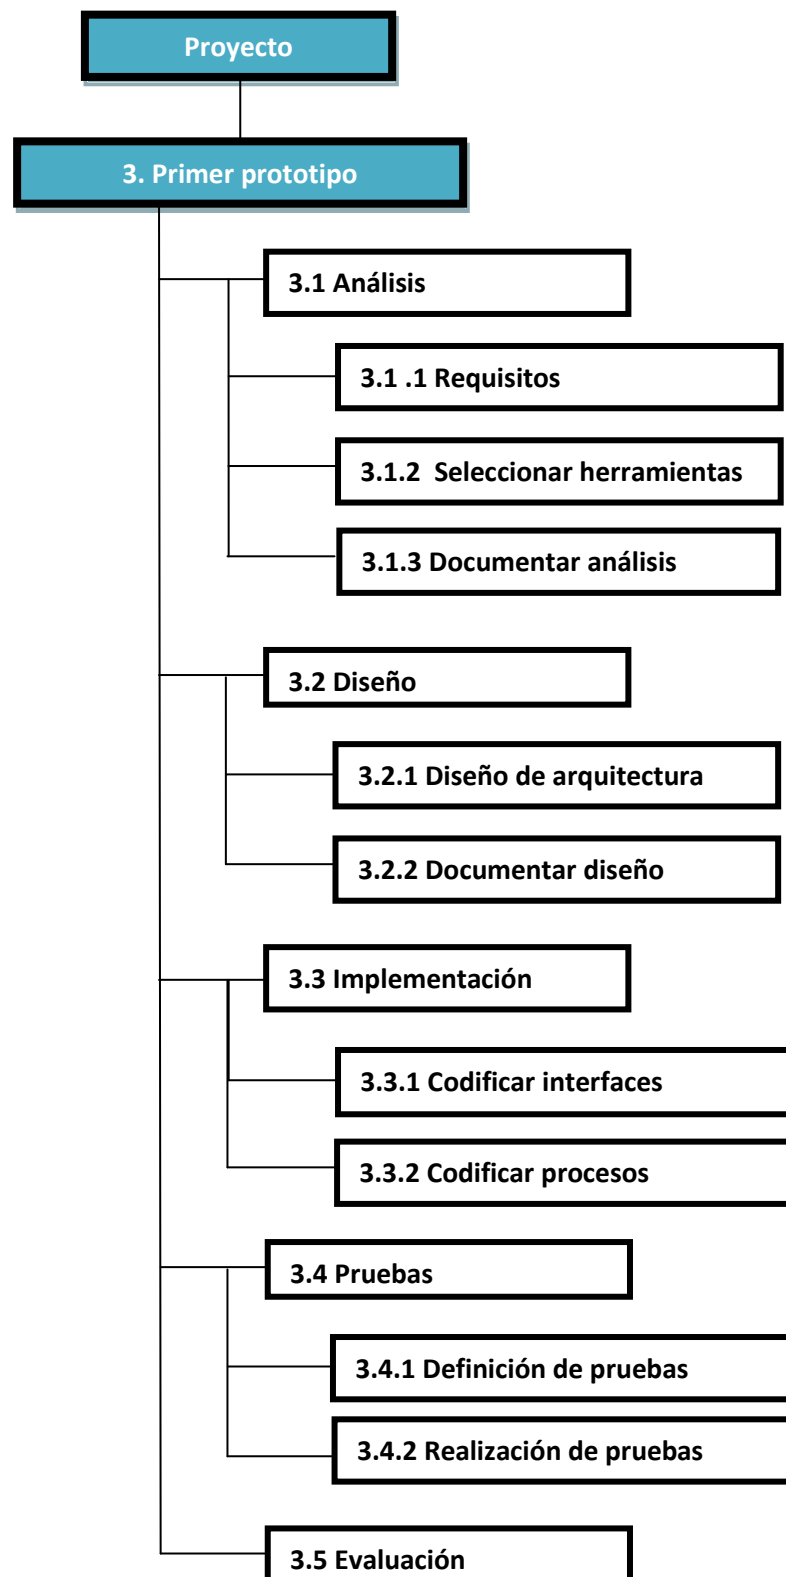 Proyecto
3. Primer prototipo
3.1 Análisis
3.1 .1 Requisitos
3.1.2  Seleccionar herramientas
3.1.3 Documentar análisis
3.2 Diseño
3.2.1 Diseño de arquitectura
3.2.2 Documentar diseño
3.3 Implementación
3.3.1 Codificar interfaces
3.3.2 Codificar procesos
3.4 Pruebas
3.4.1 Definición de pruebas
3.4.2 Realización de pruebas
3.5 Evaluación